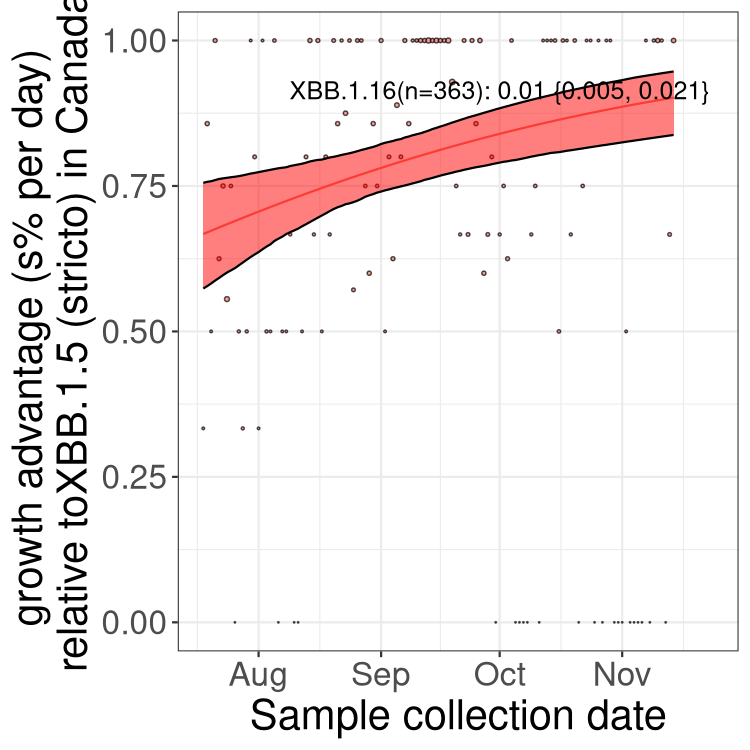 growth advantage (s% per day)
relative toXBB.1.5 (stricto) in Canada
1.00
0.75
0.50
0.25
0.00
XBB.1.16(n=363): 0.01 {0.005, 0.021}
Aug Sep Oct Nov
Sample collection date